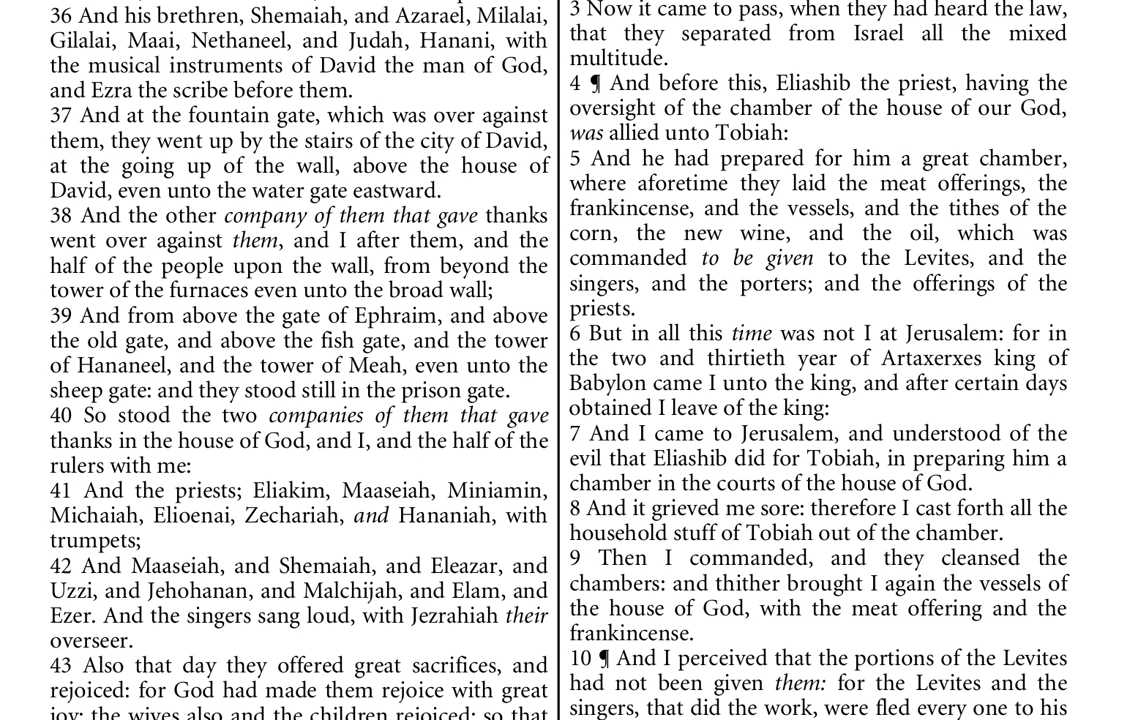 36 And his brethren, Shemaiah, and Azarael, Milalai,
Gilalai, Maai, Nethaneel, and Judah, Hanani, with
the musical instruments of David the man of God,
and Ezra the scribe before them.
37 And at the fountain gate, which was over against
them, they went up by the stairs of the city of David,
at the going up of the wall, above the house of
David, even unto the water gate eastward.
38 And the other company of them that gave thanks
went over against them, and I after them, and the
half of the people upon the wall, from beyond the
tower of the furnaces even unto the broad wall;
39 And from above the gate of Ephraim, and above
the old gate, and above the fish gate, and the tower
of Hananeel, and the tower of Meah, even unto the
sheep gate: and they stood still in the prison gate.
40 So stood the two companies of them that gave
thanks in the house of God, and I, and the half of the
rulers with me:
41 And the priests; Eliakim, Maaseiah, Miniamin,
Michaiah, Elioenai, Zechariah, and Hananiah, with
trumpets;
42 And Maaseiah, and Shemaiah, and Eleazar, and
Uzzi, and Jehohanan, and Malchijah, and Elam, and
Ezer. And the singers sang loud, with Jezrahiah their
overseer.
43 Also that day they offered great sacrifices, and
rejoiced: for God had made them rejoice with great
joy: the wives also and the children rejoiced: so that
3 Now it came to pass, when they had heard the law,
that they separated from Israel all the mixed
multitude.
4 ¶ And before this, Eliashib the priest, having the
oversight of the chamber of the house of our God,
was allied unto Tobiah:
5 And he had prepared for him a great chamber,
where aforetime they laid the meat offerings, the
frankincense, and the vessels, and the tithes of the
corn, the new wine, and the oil, which was
commanded to be given to the Levites, and the
singers, and the porters; and the offerings of the
priests.
6 But in all this time was not I at Jerusalem: for in
the two and thirtieth year of Artaxerxes king of
Babylon came I unto the king, and after certain days
obtained I leave of the king:
7 And I came to Jerusalem, and understood of the
evil that Eliashib did for Tobiah, in preparing him a
chamber in the courts of the house of God.
8 And it grieved me sore: therefore I cast forth all the
household stuff of Tobiah out of the chamber.
9 Then I commanded, and they cleansed the
chambers: and thither brought I again the vessels of
the house of God, with the meat offering and the
frankincense.
10 ¶ And I perceived that the portions of the Levites
had not been given them: for the Levites and the
singers, that did the work, were fled every one to his